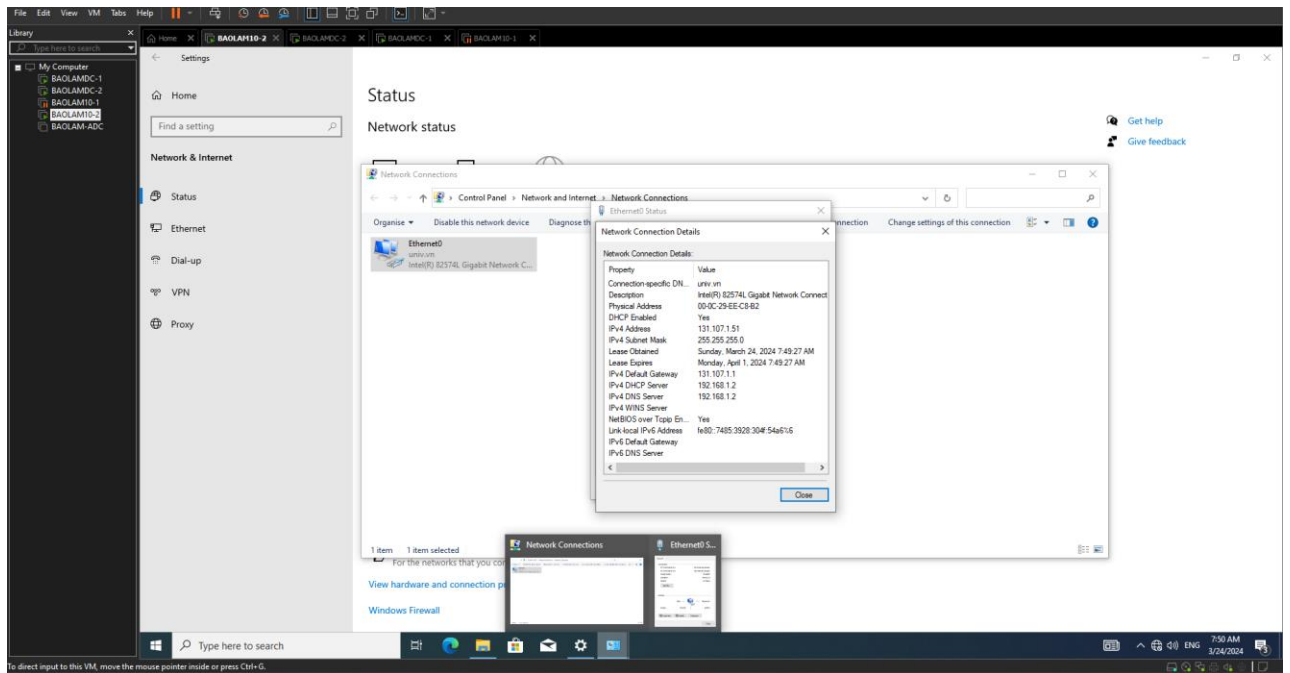 File Edit View VM Tabs Help
Library
Type here to search
Home BAOLAM10-2 BAOLAMDC-2 BAOLAMDC-1 BAOLAM10-1
My Computer
BAOLAMDC-1
BAOLAMDC-2
BAOLAM10-1
BAOLAM10-2
BAOLAM-ADC
Settings
Home
Find a setting
Network & Internet
Status
Ethernet
Dial-up
VPN
Proxy
Status
Network status
Get help
Give feedback
Network Connections
Control Panel > Network and Internet > Network Connections
Organise Disable this network device Diagnose th
nnection Change settings of this connection
Ethernet0
univ.vn
Intel(R) 82574L Gigabit Network C...
Ethernet0 Status
Network Connection Details
Network Connection Details:
Property Value
Connection-specific DN... univ.vn
Description Intel(R) 82574L Gigabit Network Connect
Physical Address 00-0C-29-EE-C8-B2
DHCP Enabled Yes
IPv4 Address 131.107.1.51
IPv4 Subnet Mask 255.255.255.0
Lease Obtained Sunday, March 24, 2024 7:49:27 AM
Lease Expires Monday, April 1, 2024 7:49:27 AM
IPv4 Default Gateway 131.107.1.1
IPv4 DHCP Server 192.168.1.2
IPv4 DNS Server 192.168.1.2
IPv4 WINS Server
NetBIOS over Tcpip En... Yes
Link-local IPv6 Address fe80::7485:3928:304f:54a6%6
IPv6 Default Gateway
IPv6 DNS Server
Close
1 item 1 item selected
For the networks that you con
View hardware and connection p
Windows Firewall
Network Connections
Ethernet0 S...
Type here to search
ENG
7:50 AM
3/24/2024
To direct input to this VM, move the mouse pointer inside or press Ctrl+G.